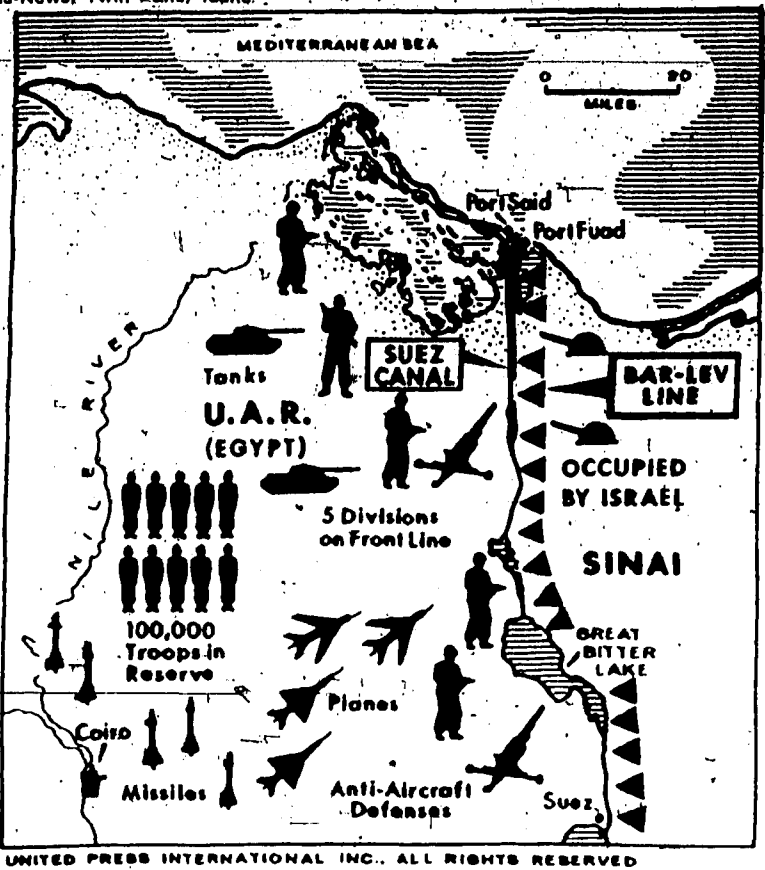 MEDITERRANEAN SEA
0 20
MILES
Port Said
Port Fuad
SUEZ
CANAL
BAR-LEV
LINE
NILE RIVER
Tanks
U.A.R.
(EGYPT)
OCCUPIED
BY ISRAEL
5 Divisions
on Front Line
SINAI
100,000
Troops in
Reserve
GREAT
BITTER
LAKE
Planes
Cairo
Missiles
Anti-Aircraft
Defenses
Suez
UNITED PRESS INTERNATIONAL INC., ALL RIGHTS RESERVED